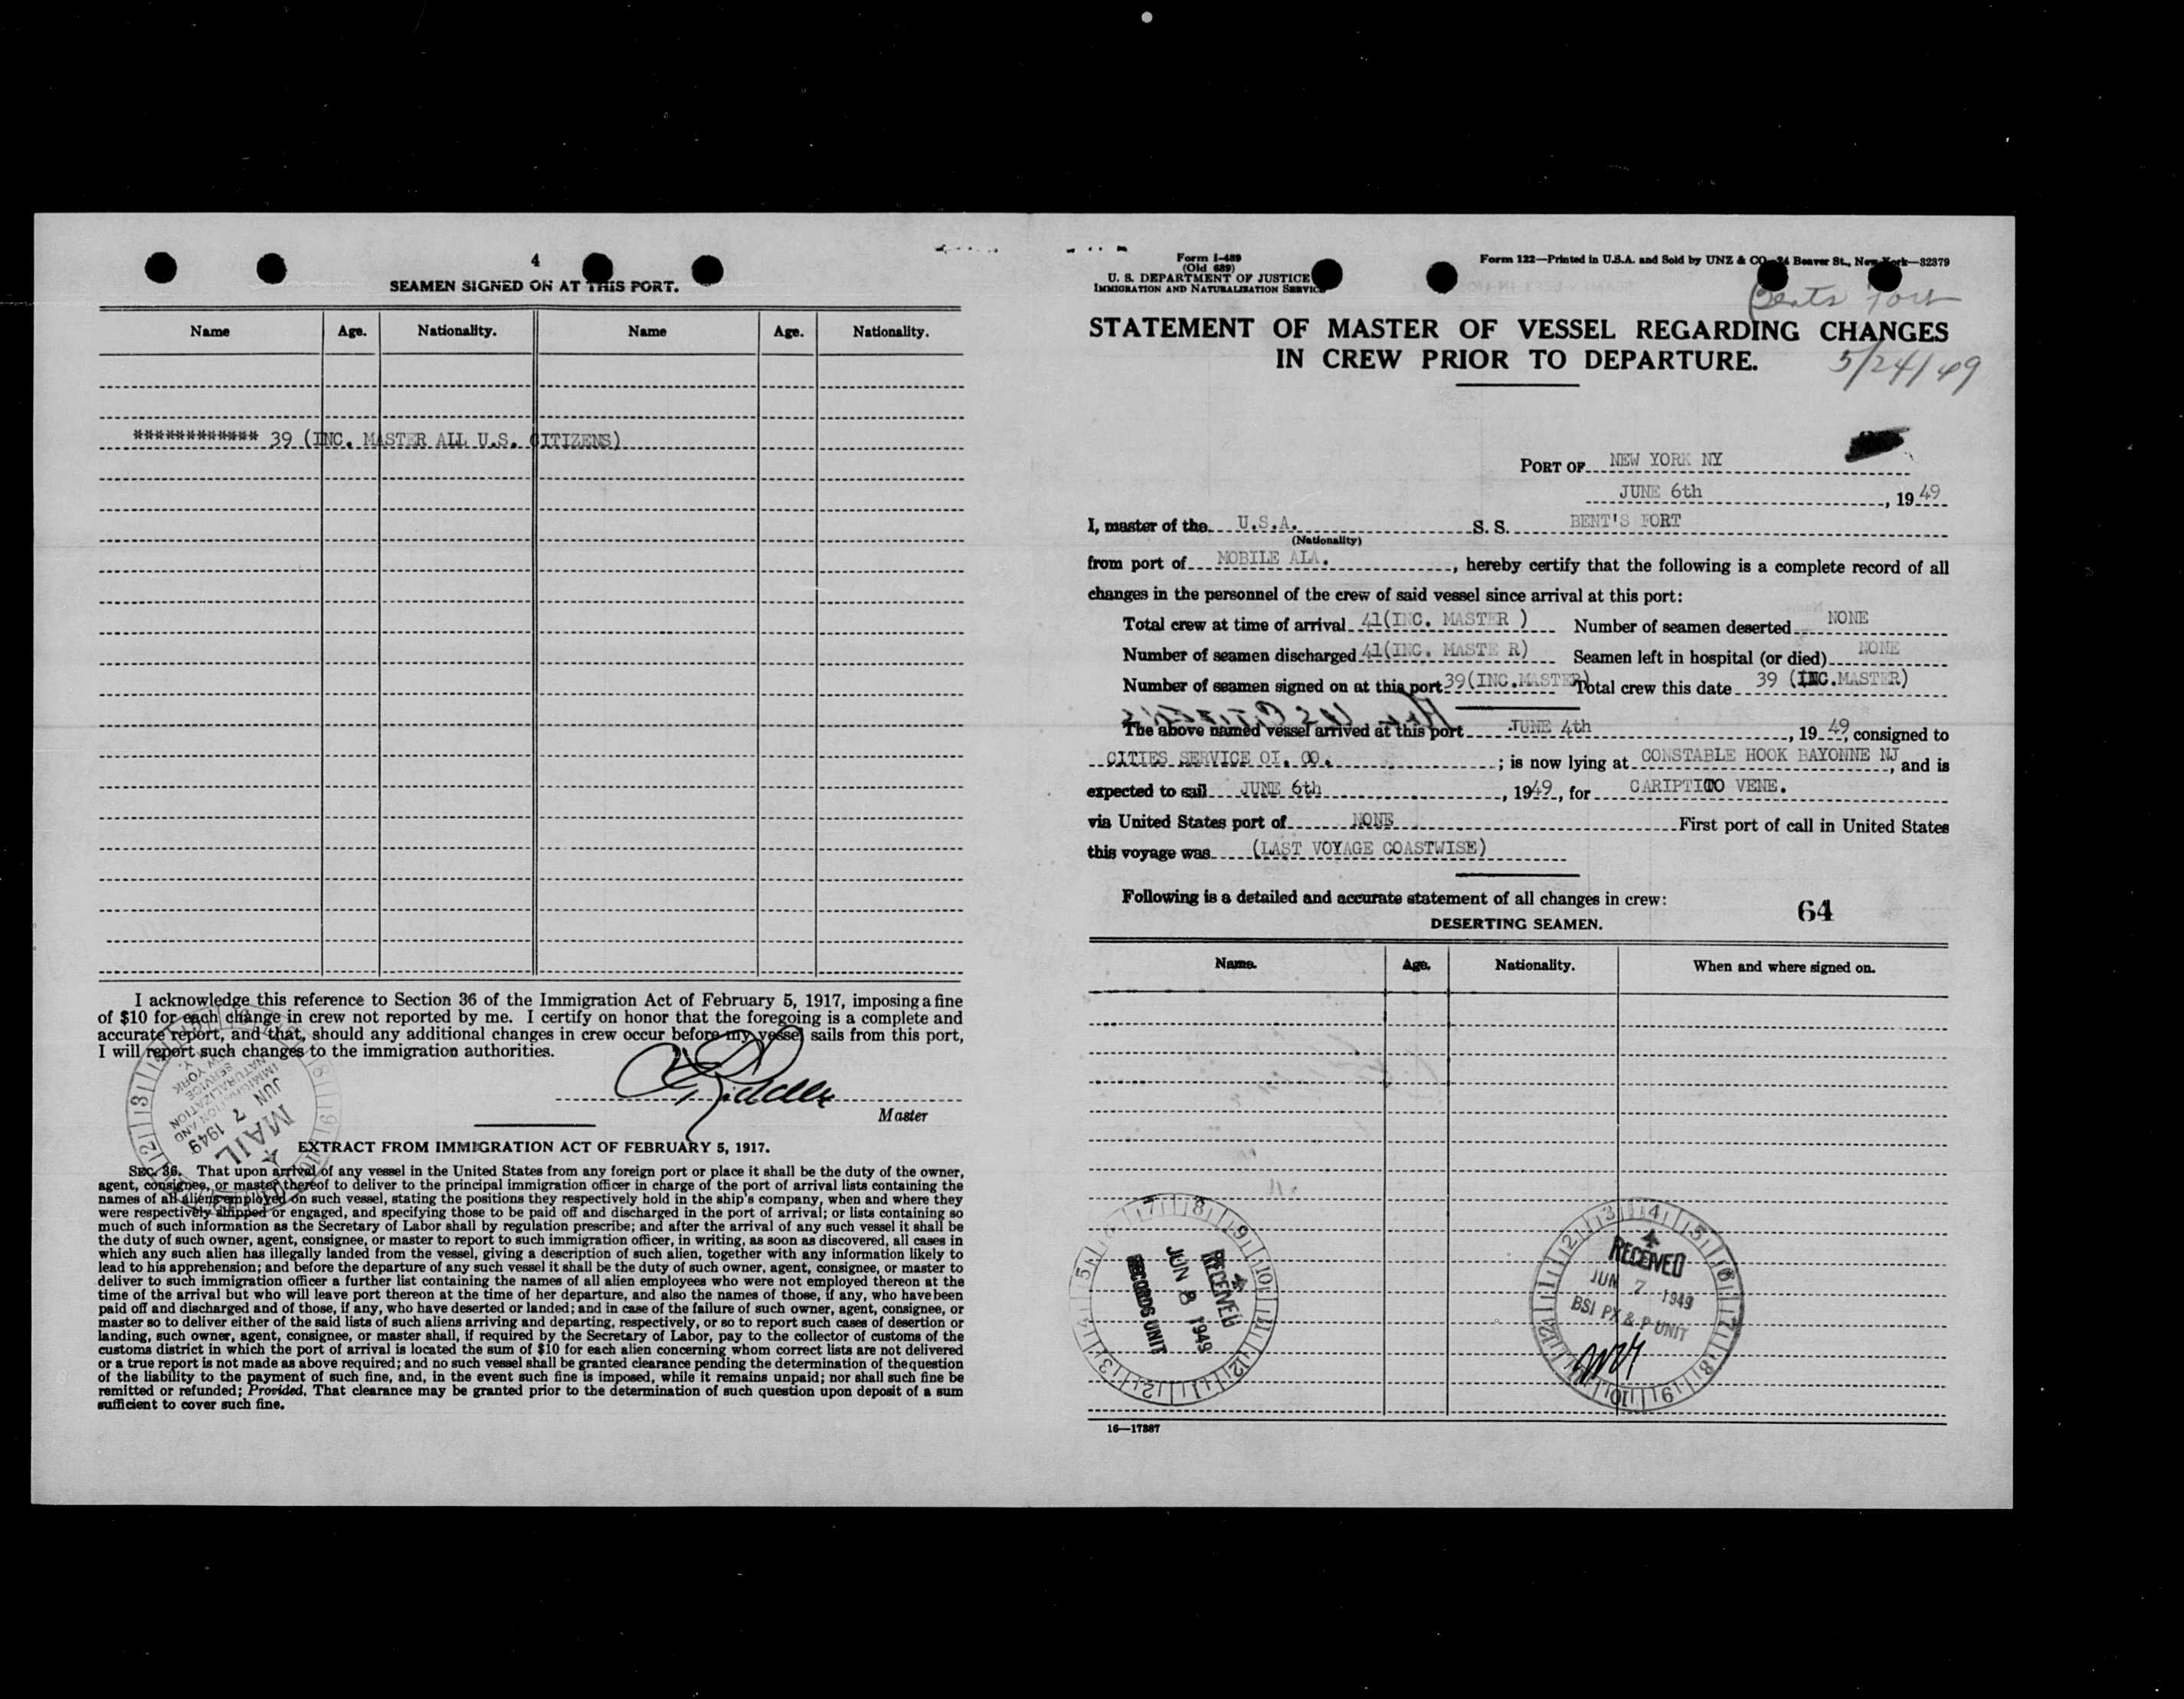 4
SEAMEN SIGNED ON AT THIS PORT.
Name Age. Nationality. Name Age. Nationality.
************ 39 (INC. MASTER ALL U.S. CITIZENS)
I acknowledge this reference to Section 36 of the Immigration Act of February 5, 1917, imposing a fine
of $10 for each change in crew not reported by me. I certify on honor that the foregoing is a complete and
accurate report, and that, should any additional changes in crew occur before my vessel sails from this port,
I will report such changes to the immigration authorities.
Master
IMMIGRATION AND
NATURALIZATION
SERVICE
NEW YORK
JUN 7 1949
MAIL
EXTRACT FROM IMMIGRATION ACT OF FEBRUARY 5, 1917.
SEC. 36. That upon arrival of any vessel in the United States from any foreign port or place it shall be the duty of the owner,
agent, consignee, or master thereof to deliver to the principal immigration officer in charge of the port of arrival lists containing the
names of all aliens employed on such vessel, stating the positions they respectively hold in the ship's company, when and where they
were respectively shipped or engaged, and specifying those to be paid off and discharged in the port of arrival; or lists containing so
much of such information as the Secretary of Labor shall by regulation prescribe; and after the arrival of any such vessel it shall be
the duty of such owner, agent, consignee, or master to report to such immigration officer, in writing, as soon as discovered, all cases in
which any such alien has illegally landed from the vessel, giving a description of such alien, together with any information likely to
lead to his apprehension; and before the departure of any such vessel it shall be the duty of such owner, agent, consignee, or master to
deliver to such immigration officer a further list containing the names of all alien employees who were not employed thereon at the
time of the arrival but who will leave port thereon at the time of her departure, and also the names of those, if any, who have been
paid off and discharged and of those, if any, who have deserted or landed; and in case of the failure of such owner, agent, consignee, or
master so to deliver either of the said lists of such aliens arriving and departing, respectively, or so to report such cases of desertion or
landing, such owner, agent, consignee, or master shall, if required by the Secretary of Labor, pay to the collector of customs of the
customs district in which the port of arrival is located the sum of $10 for each alien concerning whom correct lists are not delivered
or a true report is not made as above required; and no such vessel shall be granted clearance pending the determination of the question
of the liability to the payment of such fine, and, in the event such fine is imposed, while it remains unpaid; nor shall such fine be
remitted or refunded; Provided, That clearance may be granted prior to the determination of such question upon deposit of a sum
sufficient to cover such fine.
Form I-489
(Old 689)
U. S. DEPARTMENT OF JUSTICE
IMMIGRATION AND NATURALIZATION SERVICE
Form 122—Printed in U.S.A. and Sold by UNZ & CO., 24 Beaver St., New York—32379
Bents Fort
STATEMENT OF MASTER OF VESSEL REGARDING CHANGES
IN CREW PRIOR TO DEPARTURE.
5/24/49
PORT OF NEW YORK NY
JUNE 6th, 1949
I, master of the U.S.A. S. S. BENT'S FORT
(Nationality)
from port of MOBILE ALA., hereby certify that the following is a complete record of all
changes in the personnel of the crew of said vessel since arrival at this port:
Total crew at time of arrival 41(INC. MASTER ) Number of seamen deserted NONE
Number of seamen discharged 41(INC. MASTE R) Seamen left in hospital (or died) NONE
Number of seamen signed on at this port 39(INC.MASTER) Total crew this date 39 (INC.MASTER)
The above named vessel arrived at this port JUNE 4th, 1949, consigned to
CITIES SERVICE OI. CO. ; is now lying at CONSTABLE HOOK BAYONNE NJ, and is
expected to sail JUNE 6th, 1949, for CARIPTITO VENE.
via United States port of NONE First port of call in United States
this voyage was (LAST VOYAGE COASTWISE)
Following is a detailed and accurate statement of all changes in crew:
64
DESERTING SEAMEN.
Name. Age. Nationality. When and where signed on.
RECEIVED
JUN 8 1949
RECORDS UNIT
RECEIVED
JUN 7 1949
BSI PX & P UNIT
16—17387